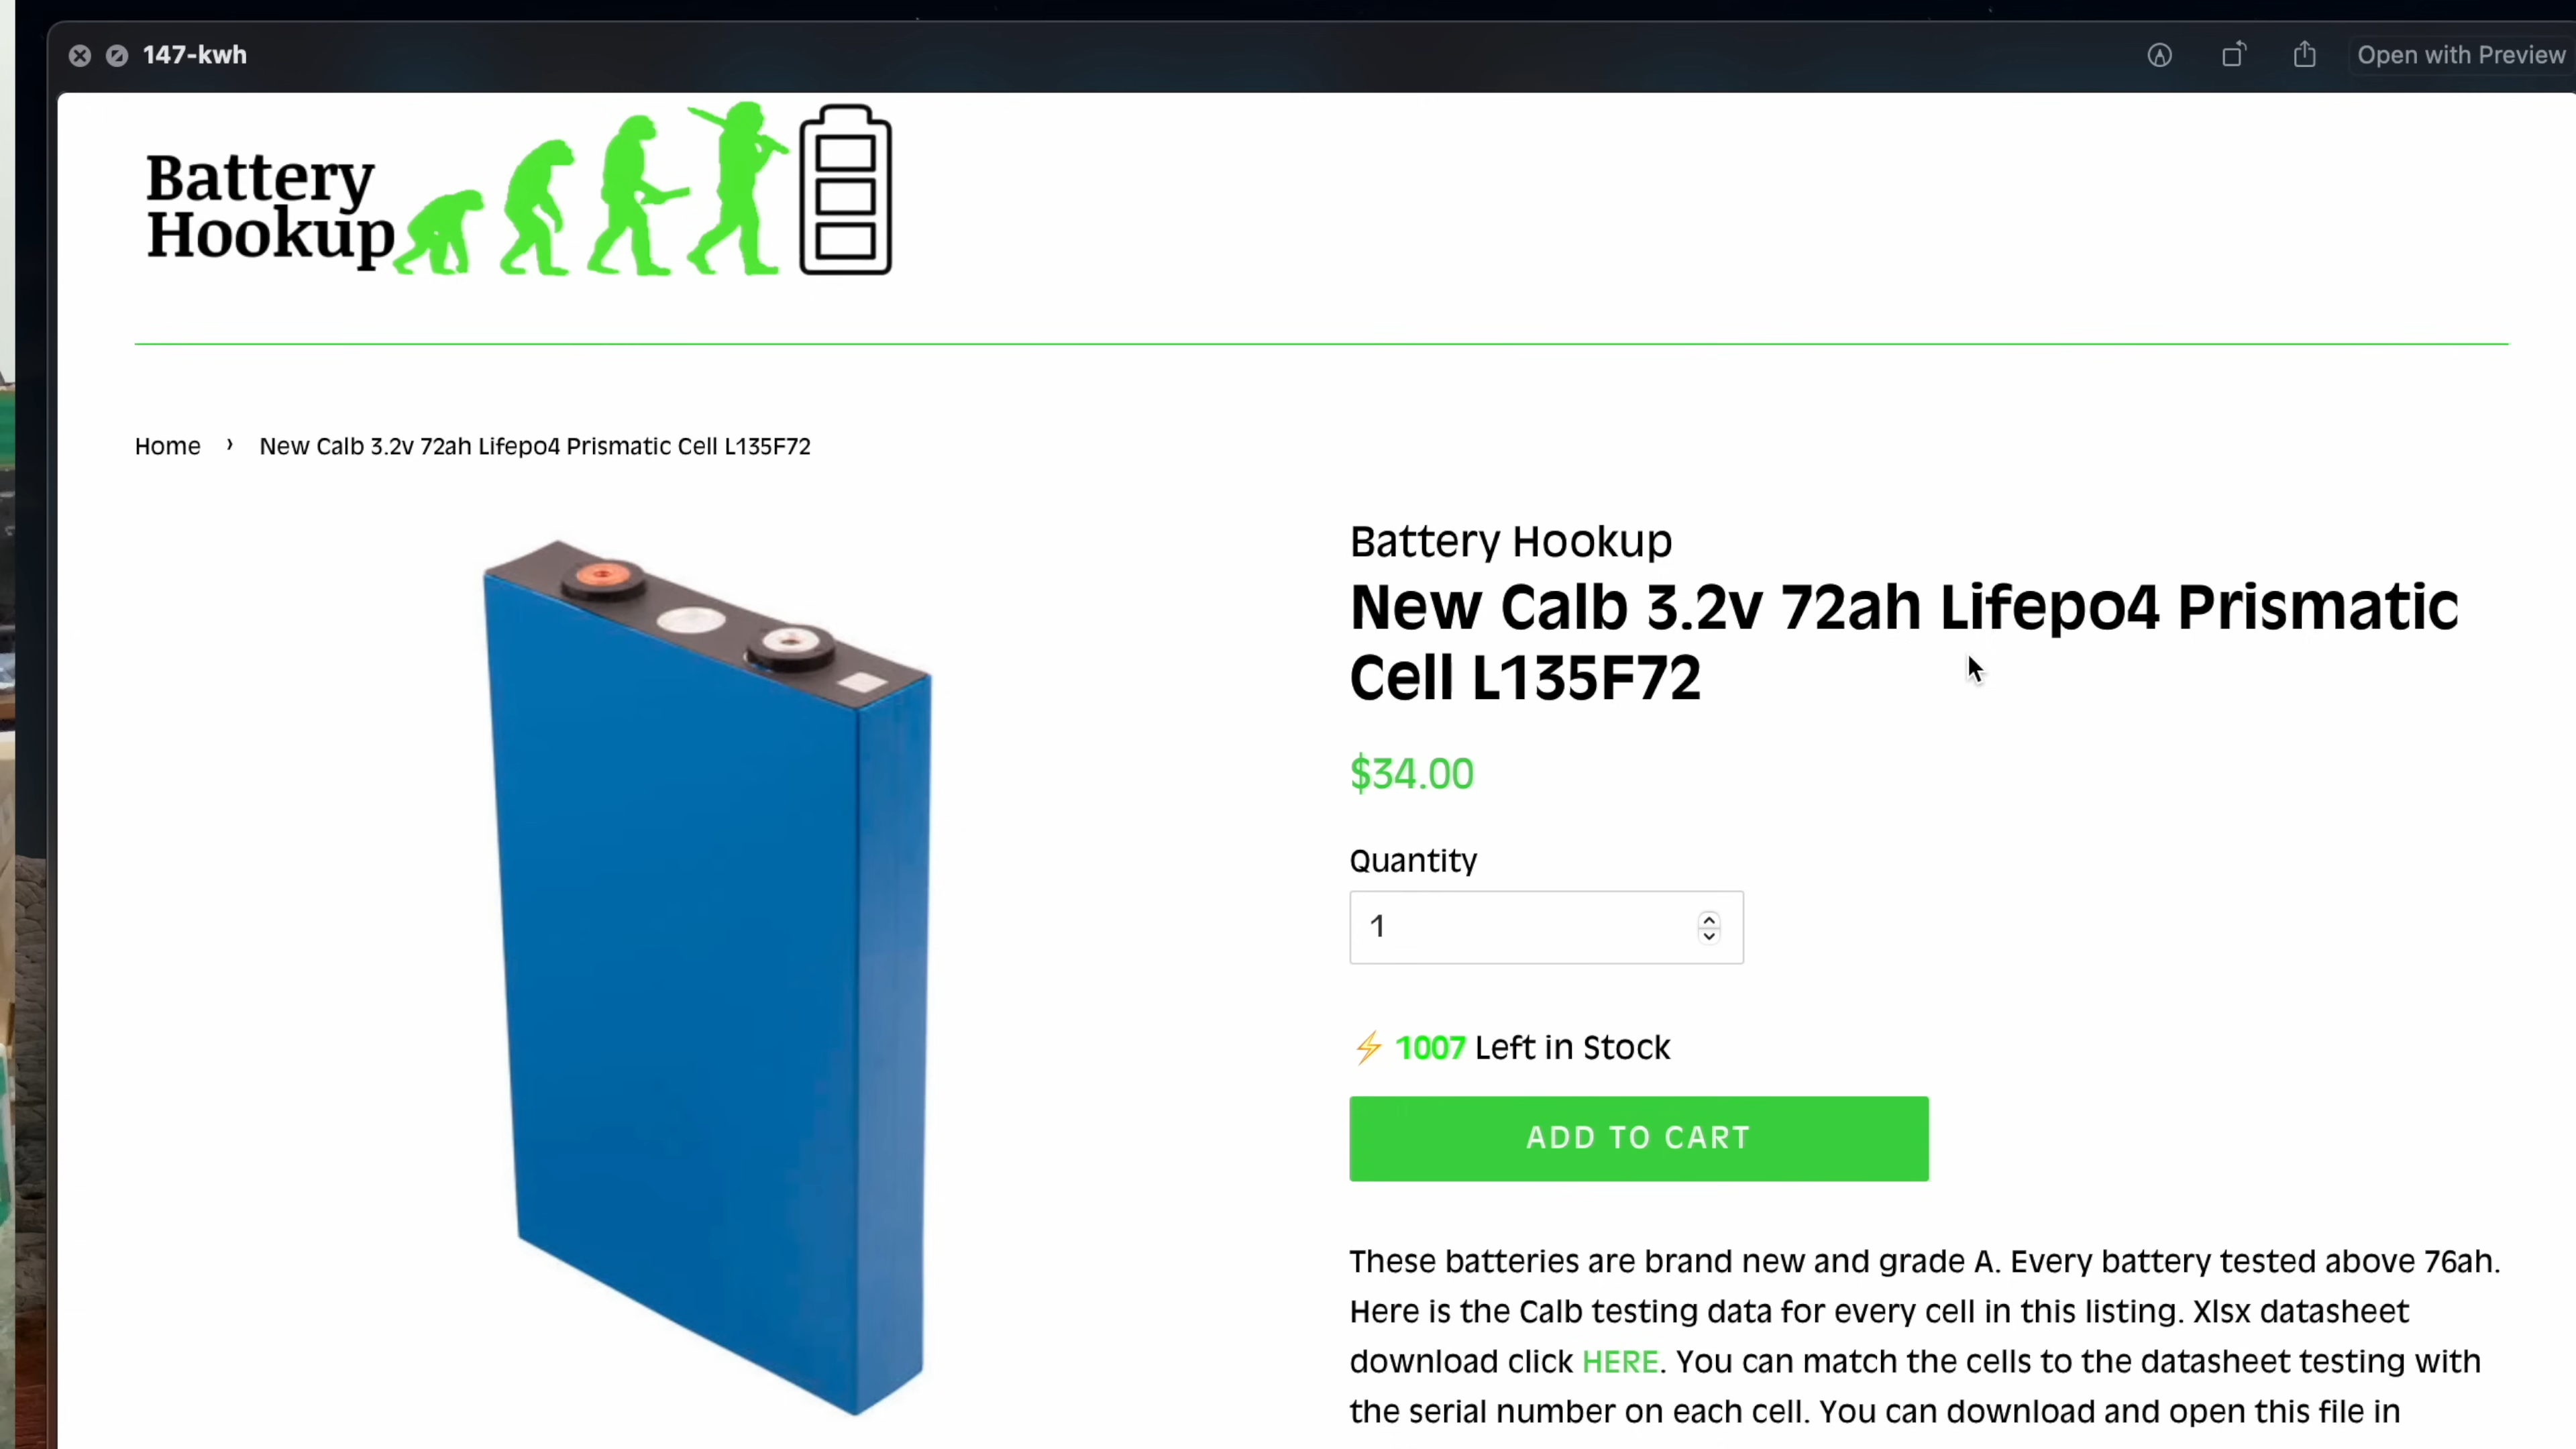 147-kwh
Open with Preview
Battery
Hookup
Home › New Calb 3.2v 72ah Lifepo4 Prismatic Cell L135F72
Battery Hookup
New Calb 3.2v 72ah Lifepo4 Prismatic
Cell L135F72
$34.00
Quantity
1
⚡ 1007 Left in Stock
ADD TO CART
These batteries are brand new and grade A. Every battery tested above 76ah.
Here is the Calb testing data for every cell in this listing. Xlsx datasheet
download click HERE. You can match the cells to the datasheet testing with
the serial number on each cell. You can download and open this file in